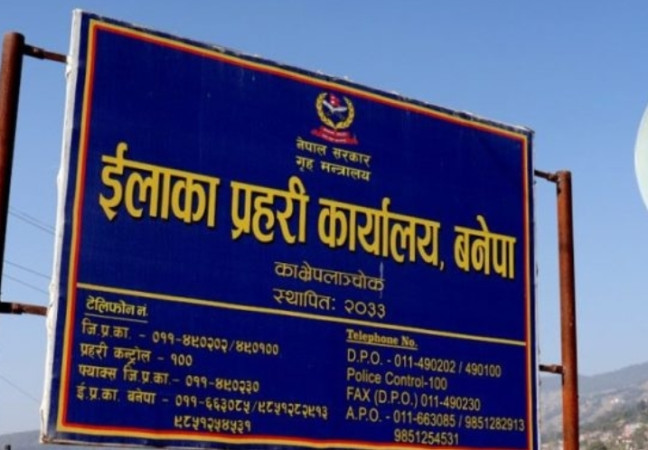 नेपाल सरकार
गृह मन्त्रालय
ईलाका प्रहरी कार्यालय, बनेपा
काभ्रेपलाञ्चोक
स्थापितः २०३३
टेलिफोन नं.
जि.प्र.का. - ०११-४९०२०२/४९०१००
प्रहरी कन्ट्रोल - १००
फ्याक्स जि.प्र.का.- ०११-४९०२३०
ई.प्र.का. बनेपा - ०११-६६३०८५/९८५१२८२९१३
९८५१२५४५३१
Telephone No.
D.P.O. - 011-490202 / 490100
Police Control-100
FAX (D.P.O.) 011-490230
A.P.O. - 011-663085 / 9851282913
9851254531